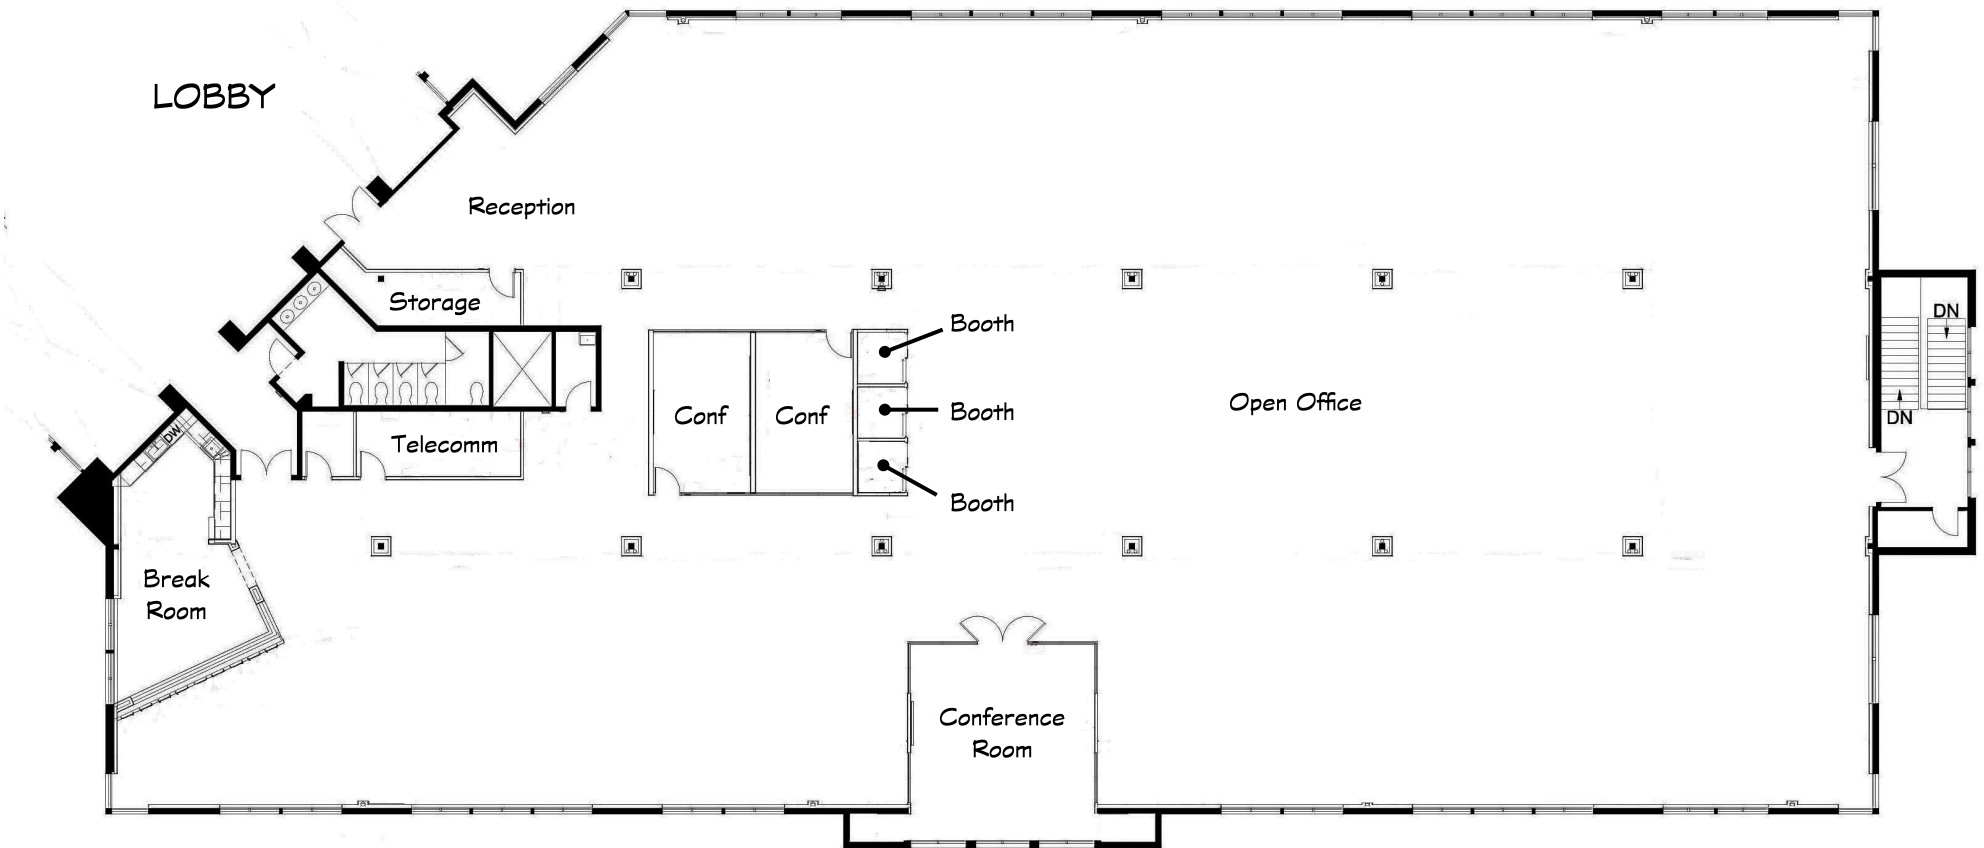 LOBBY
Reception
Storage
Booth
DN
Open Office
Conf
Conf
Booth
DN
DW
Telecomm
Booth
Break
Room
Conference
Room